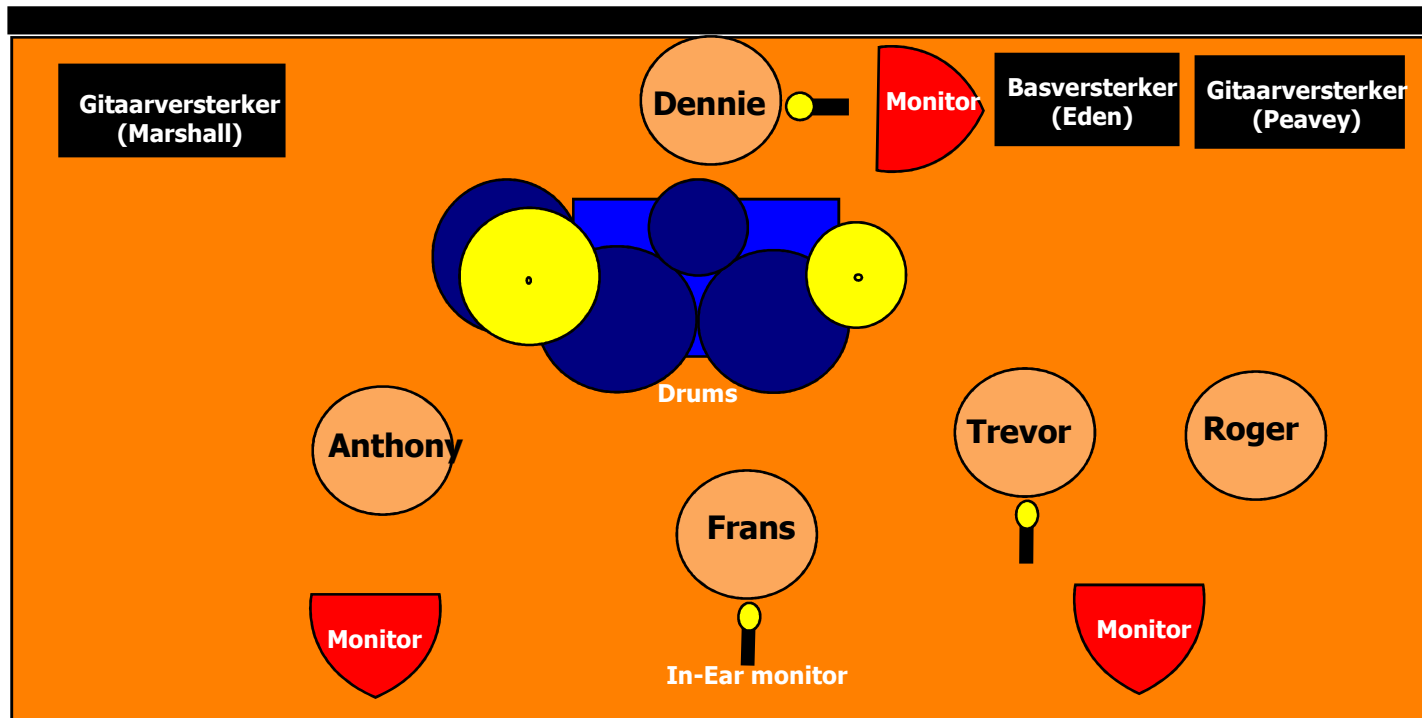 Gitaarversterker
(Marshall)
Dennie
Monitor
Basversterker
(Eden)
Gitaarversterker
(Peavey)
Drums
Anthony
Trevor
Roger
Frans
Monitor
In-Ear monitor
Monitor